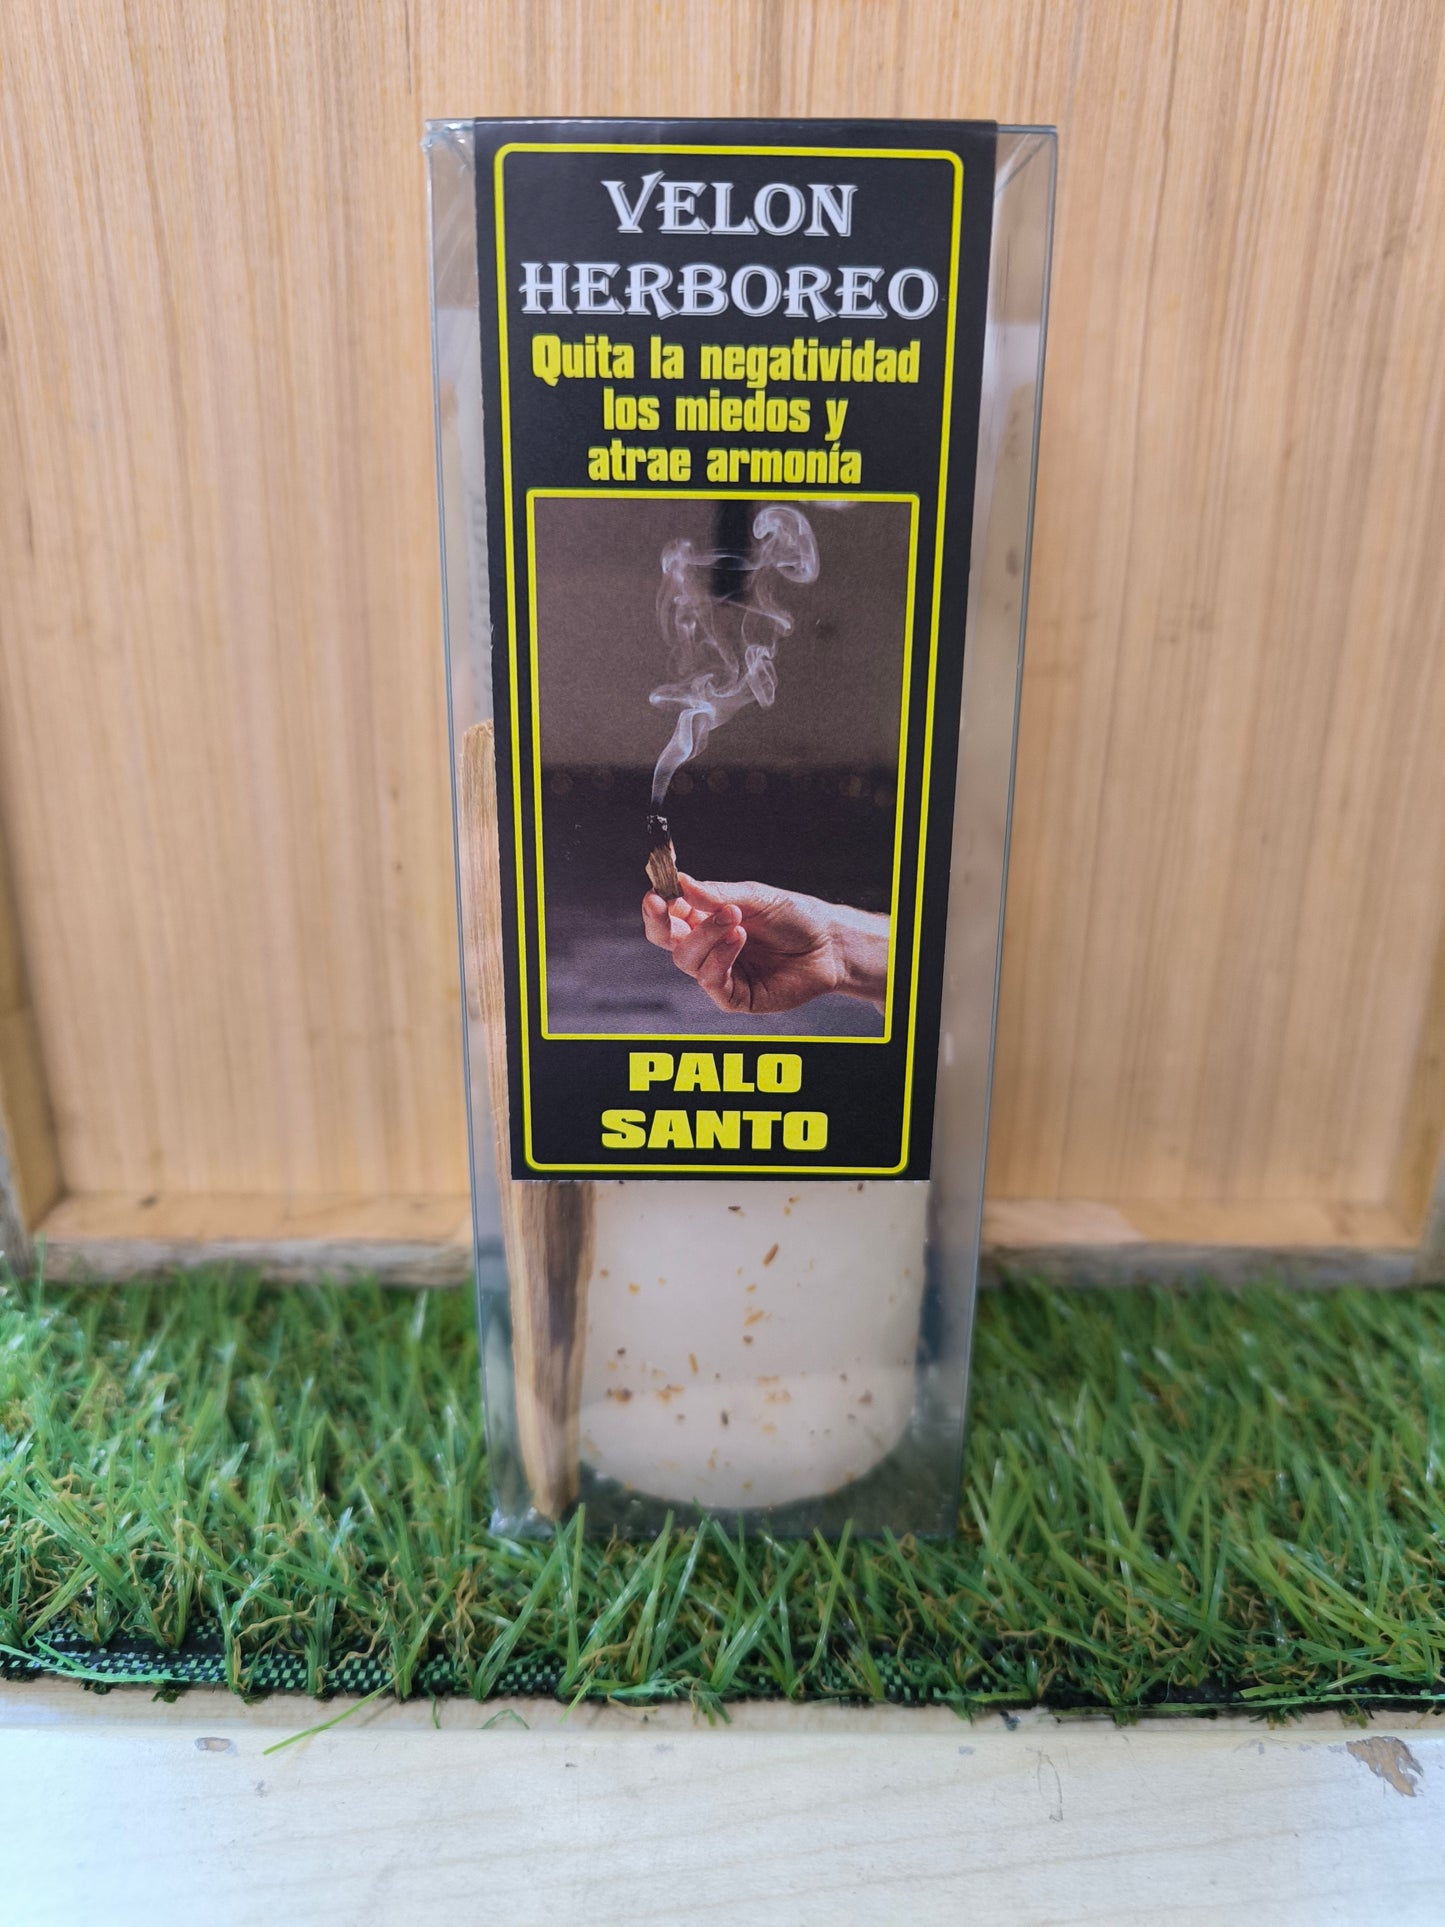 VELON
HERBOREO
Quita la negatividad
los miedos y
atrae armonía
PALO
SANTO